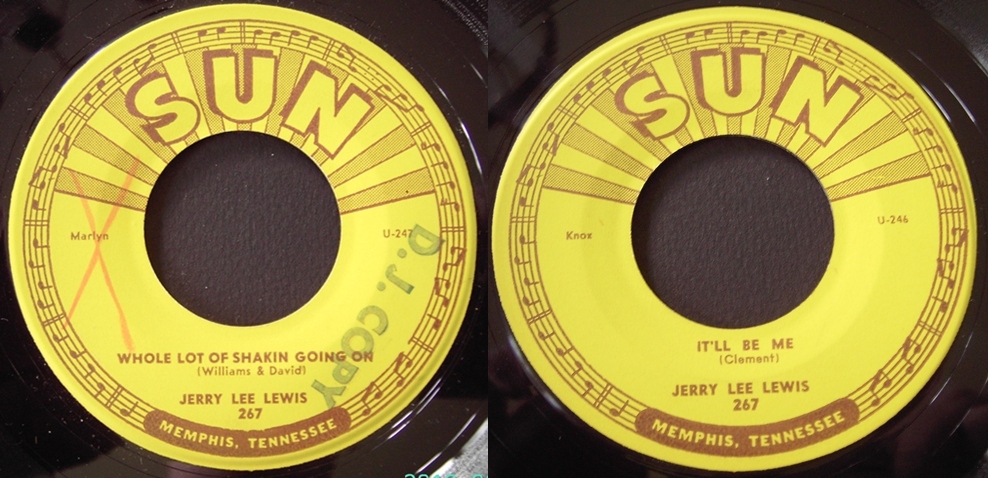 SUN
Marlyn
U-247
D.J. COPY
WHOLE LOT OF SHAKIN GOING ON
(Williams & David)
JERRY LEE LEWIS
267
MEMPHIS, TENNESSEE
SUN
Knox
U-246
IT'LL BE ME
(Clement)
JERRY LEE LEWIS
267
MEMPHIS, TENNESSEE